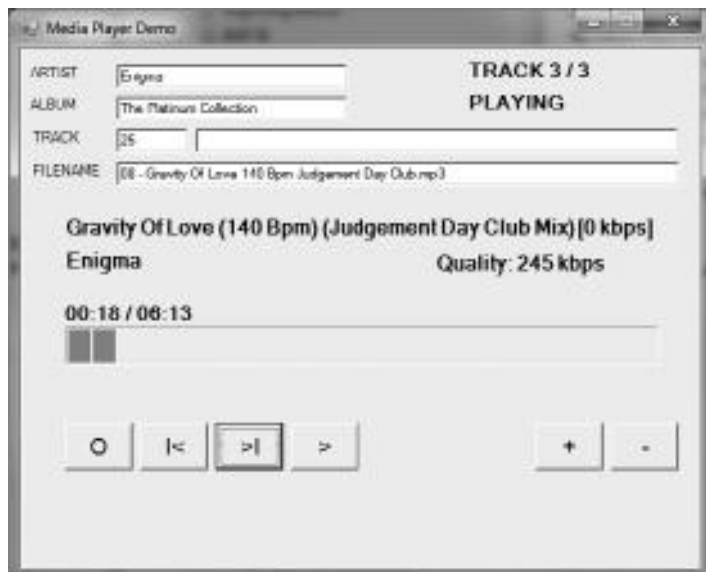 Media Player Demo
ARTIST Enigma TRACK 3 / 3
ALBUM The Platinum Collection PLAYING
TRACK 25
FILENAME 08 - Gravity Of Love 140 Bpm Judgement Day Club.mp3
Gravity Of Love (140 Bpm) (Judgement Day Club Mix) [0 kbps]
Enigma Quality: 245 kbps
00:18 / 06:13
O |< >| > + -